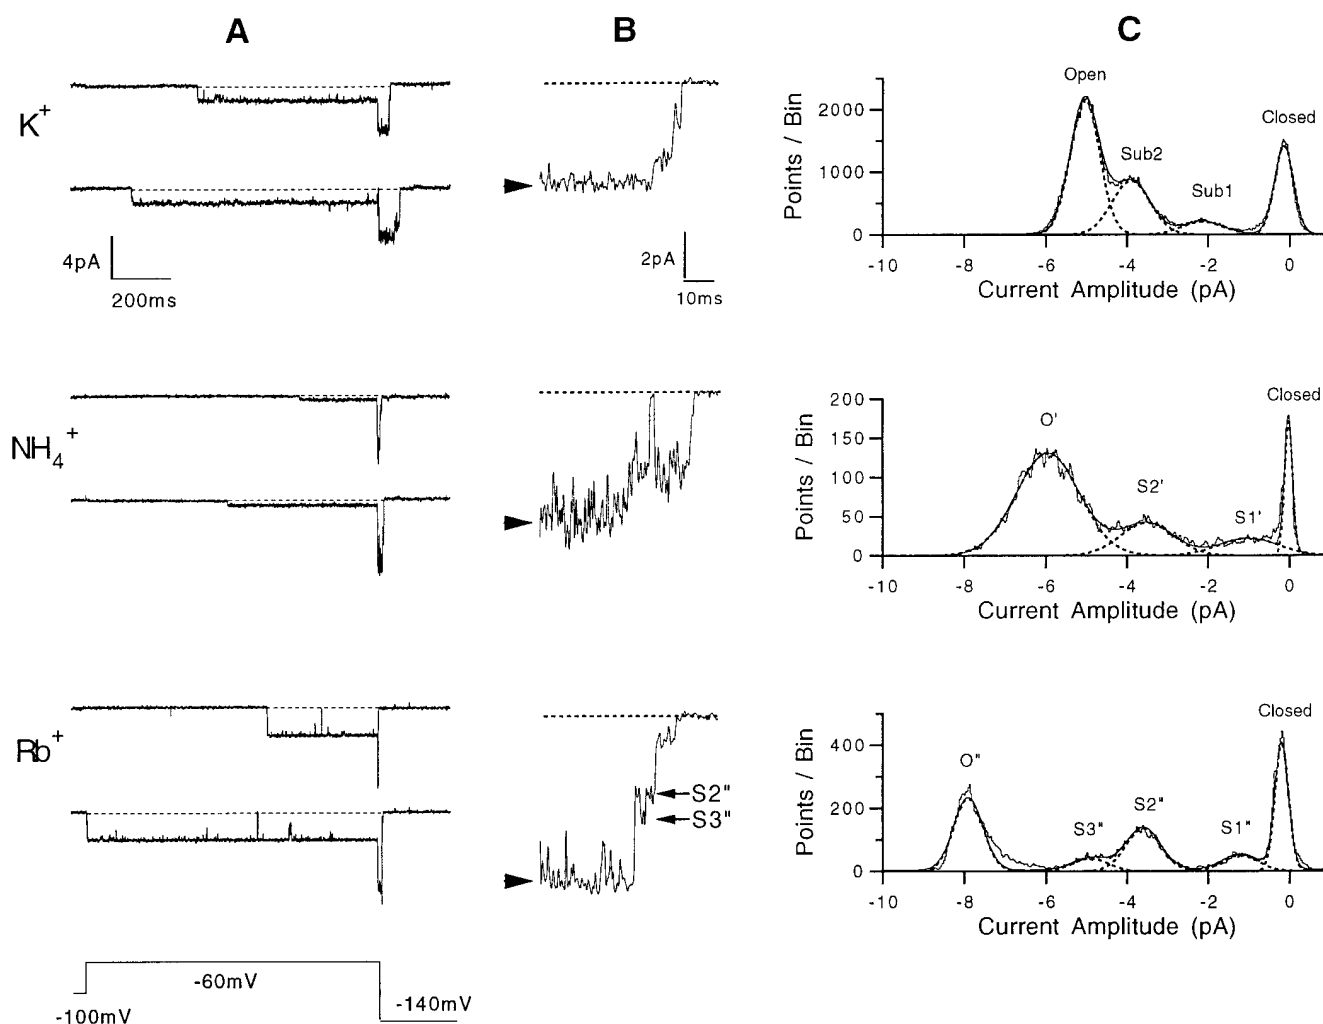 A
B
C
K+
4pA
200ms
2pA
10ms
Open
Sub2
Sub1
Closed
Points / Bin
2000
1000
0
-10 -8 -6 -4 -2 0
Current Amplitude (pA)
NH4+
O'
S2'
S1'
Closed
Points / Bin
200
150
100
50
0
-10 -8 -6 -4 -2 0
Current Amplitude (pA)
Rb+
S2"
S3"
O"
S3"
S2"
S1"
Closed
Points / Bin
400
200
0
-10 -8 -6 -4 -2 0
Current Amplitude (pA)
-60mV
-100mV
-140mV